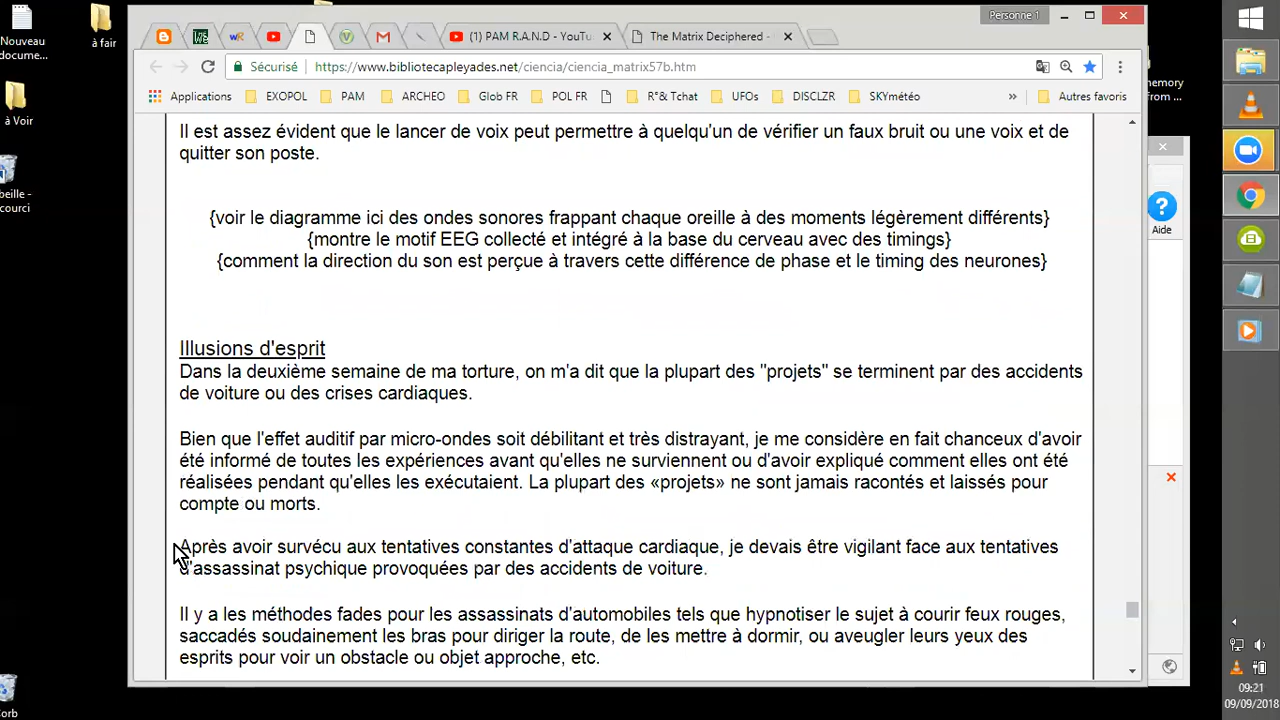 Nouveau
docume...
à fair
à Voir
beille -
courci
Corb
Personne 1
(1) PAM R.A.N.D - YouTu
The Matrix Deciphered -
Sécurisé
https://www.bibliotecapleyades.net/ciencia/ciencia_matrix57b.htm
Applications
EXOPOL
PAM
ARCHEO
Glob FR
POL FR
R°& Tchat
UFOs
DISCLZR
SKYmétéo
»
Autres favoris
Il est assez évident que le lancer de voix peut permettre à quelqu'un de vérifier un faux bruit ou une voix et de
quitter son poste.
{voir le diagramme ici des ondes sonores frappant chaque oreille à des moments légèrement différents}
{montre le motif EEG collecté et intégré à la base du cerveau avec des timings}
{comment la direction du son est perçue à travers cette différence de phase et le timing des neurones}
Illusions d'esprit
Dans la deuxième semaine de ma torture, on m'a dit que la plupart des "projets" se terminent par des accidents
de voiture ou des crises cardiaques.
Bien que l'effet auditif par micro-ondes soit débilitant et très distrayant, je me considère en fait chanceux d'avoir
été informé de toutes les expériences avant qu'elles ne surviennent ou d'avoir expliqué comment elles ont été
réalisées pendant qu'elles les exécutaient. La plupart des «projets» ne sont jamais racontés et laissés pour
compte ou morts.
Après avoir survécu aux tentatives constantes d'attaque cardiaque, je devais être vigilant face aux tentatives
d'assassinat psychique provoquées par des accidents de voiture.
Il y a les méthodes fades pour les assassinats d'automobiles tels que hypnotiser le sujet à courir feux rouges,
saccadés soudainement les bras pour diriger la route, de les mettre à dormir, ou aveugler leurs yeux des
esprits pour voir un obstacle ou objet approche, etc.
memory
from ...
Aide
09:21
09/09/2018